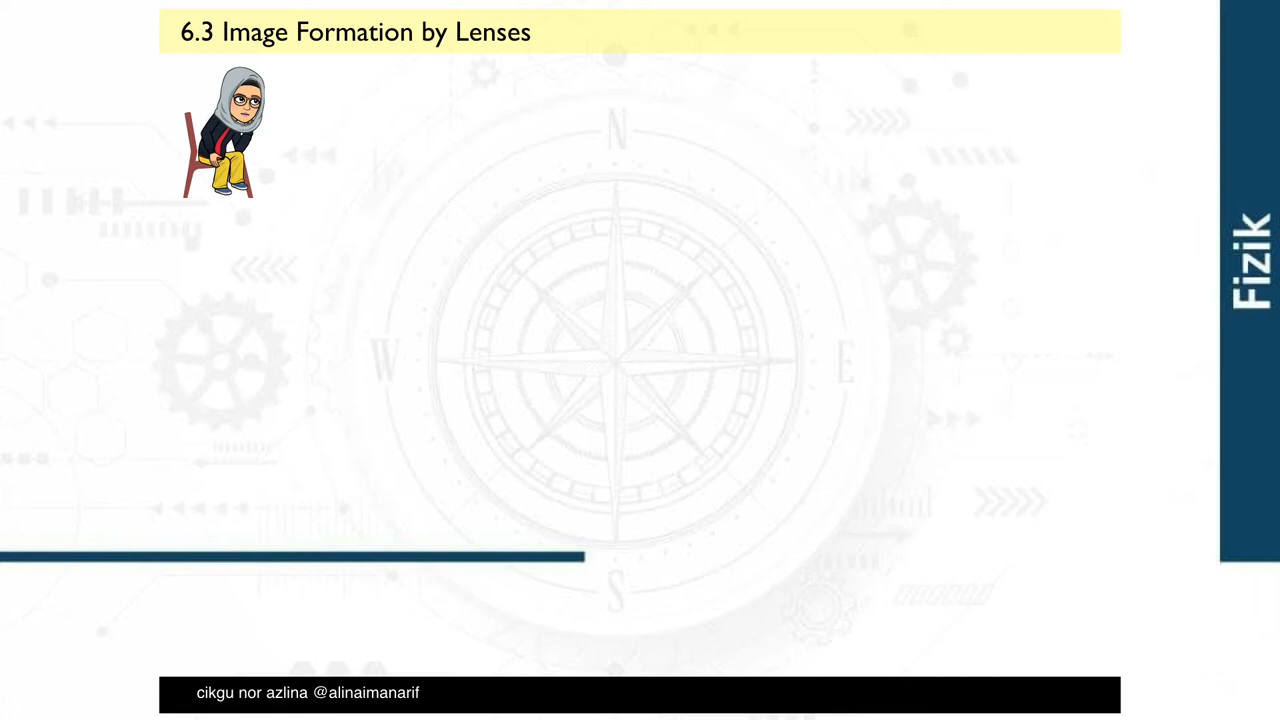 6.3 Image Formation by Lenses
N
W
E
S
Fizik
cikgu nor azlina @alinaimanarif